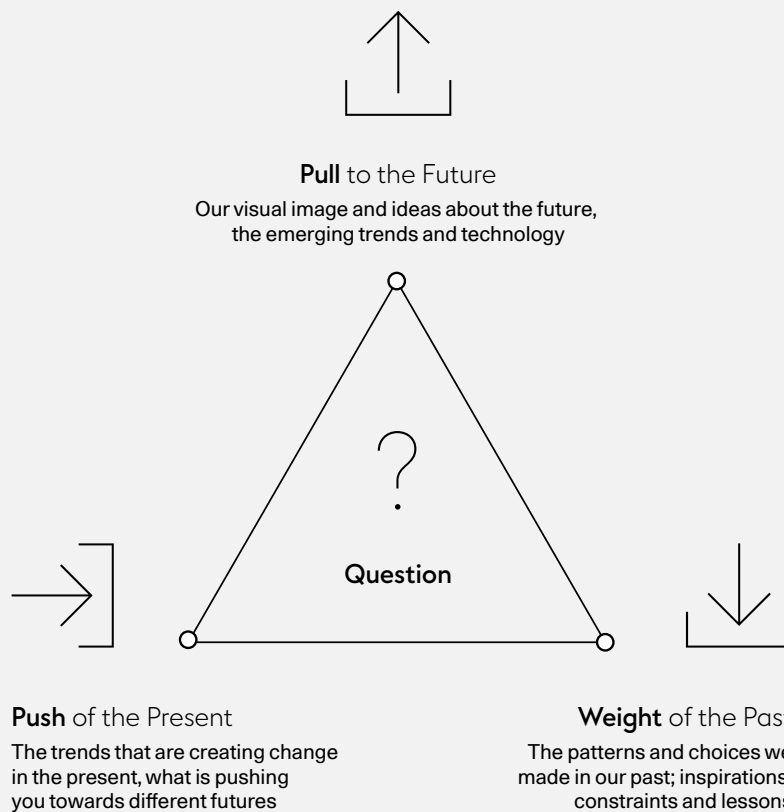 Pull to the Future
Our visual image and ideas about the future,
the emerging trends and technology
?
Question
Push of the Present
The trends that are creating change
in the present, what is pushing
you towards different futures
Weight of the Pas
The patterns and choices we
made in our past; inspirations
constraints and lessons